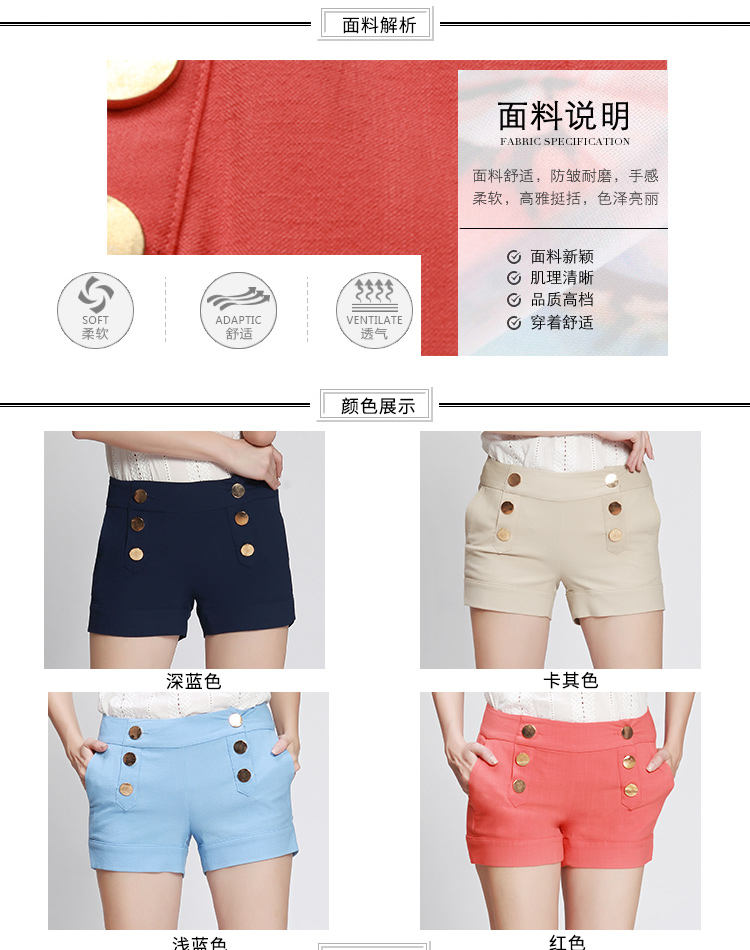 面料解析
面料说明
FABRIC SPECIFICATION
面料舒适，防皱耐磨，手感
柔软，高雅挺括，色泽亮丽
面料新颖
肌理清晰
品质高档
穿着舒适
SOFT
柔软
ADAPTIC
舒适
VENTILATE
透气
颜色展示
深蓝色
卡其色
浅蓝色
红色